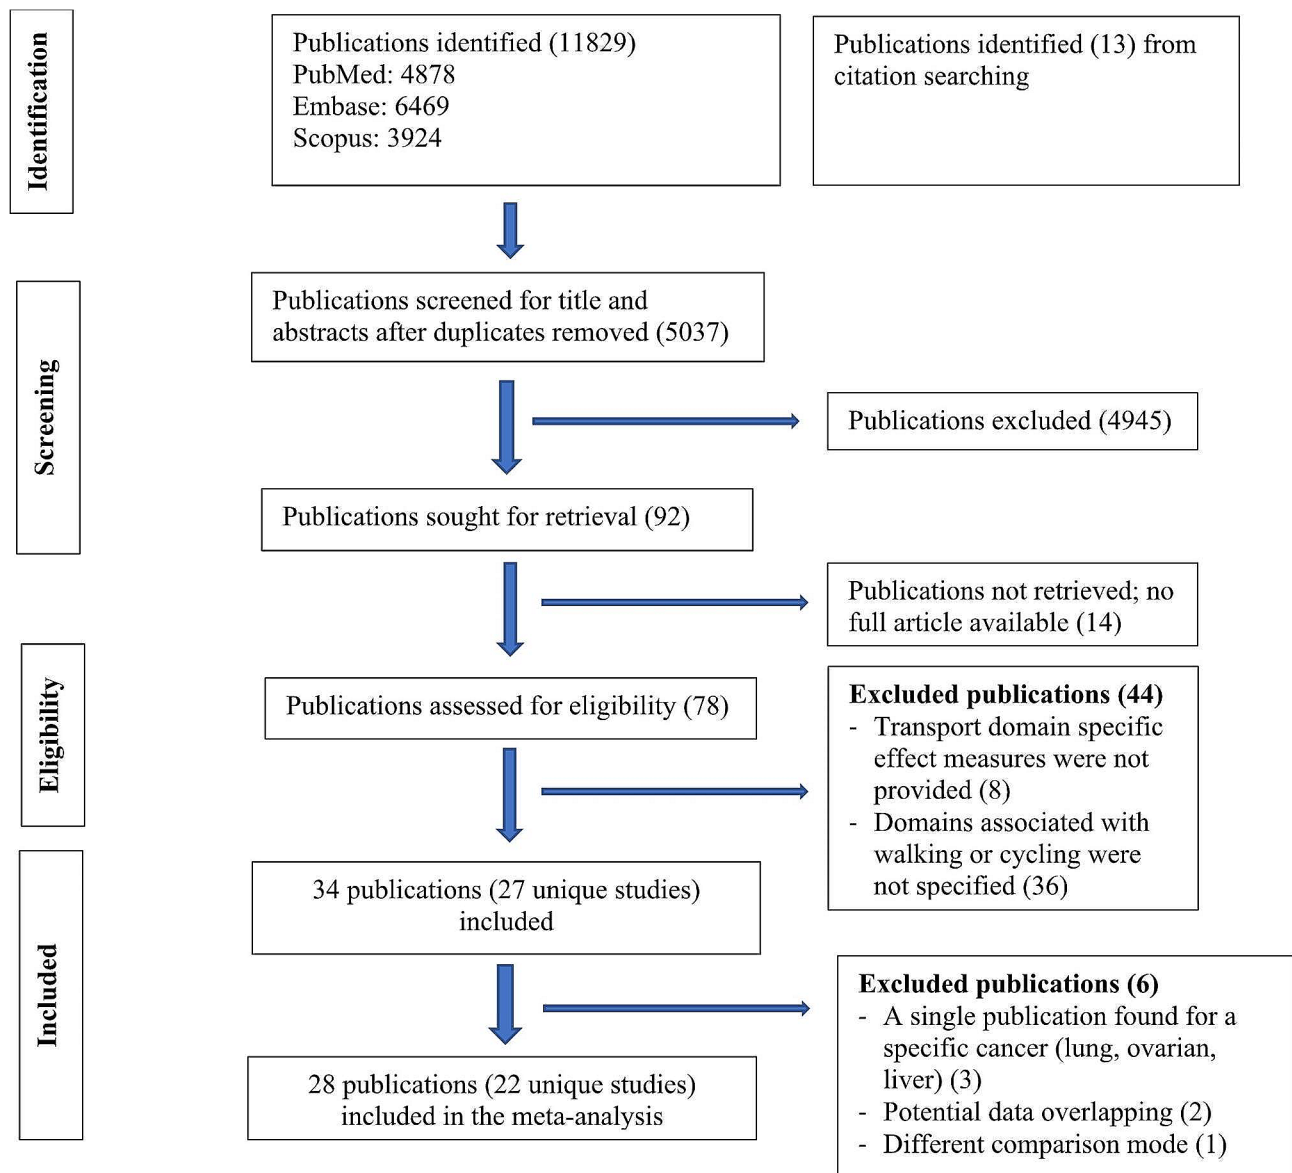 Identification
Publications identified (11829)
PubMed: 4878
Embase: 6469
Scopus: 3924
Publications identified (13) from
citation searching
Screening
Publications screened for title and
abstracts after duplicates removed (5037)
Publications excluded (4945)
Publications sought for retrieval (92)
Publications not retrieved; no
full article available (14)
Eligibility
Publications assessed for eligibility (78)
Excluded publications (44)
- Transport domain specific
effect measures were not
provided (8)
- Domains associated with
walking or cycling were
not specified (36)
Included
34 publications (27 unique studies)
included
Excluded publications (6)
- A single publication found for a
specific cancer (lung, ovarian,
liver) (3)
- Potential data overlapping (2)
- Different comparison mode (1)
28 publications (22 unique studies)
included in the meta-analysis